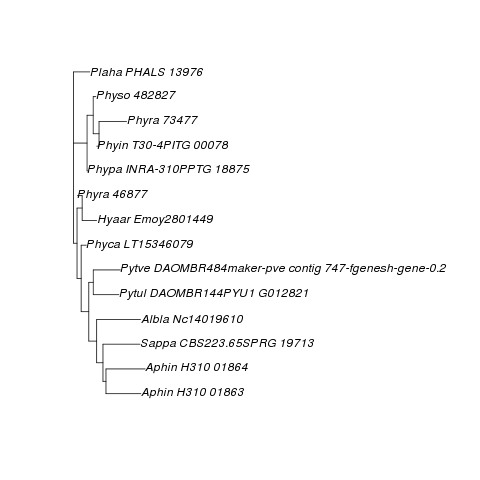 Plaha PHALS 13976
Physo 482827
Phyra 73477
Phyin T30-4PITG 00078
Phypa INRA-310PPTG 18875
Phyra 46877
Hyaar Emoy2801449
Phyca LT15346079
Pytve DAOMBR484maker-pve contig 747-fgenesh-gene-0.2
Pytul DAOMBR144PYU1 G012821
Albla Nc14019610
Sappa CBS223.65SPRG 19713
Aphin H310 01864
Aphin H310 01863